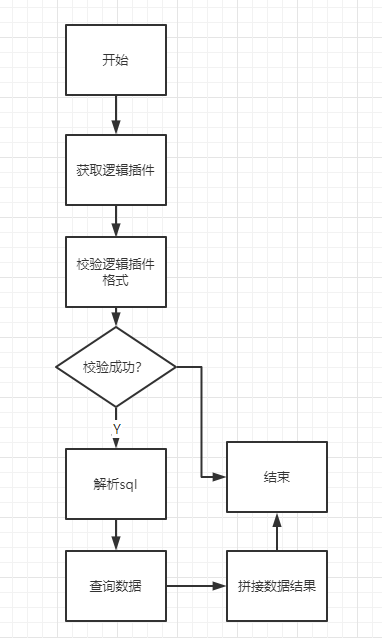 开始
获取逻辑插件
校验逻辑插件
格式
校验成功?
Y
解析sql
结束
查询数据
拼接数据结果